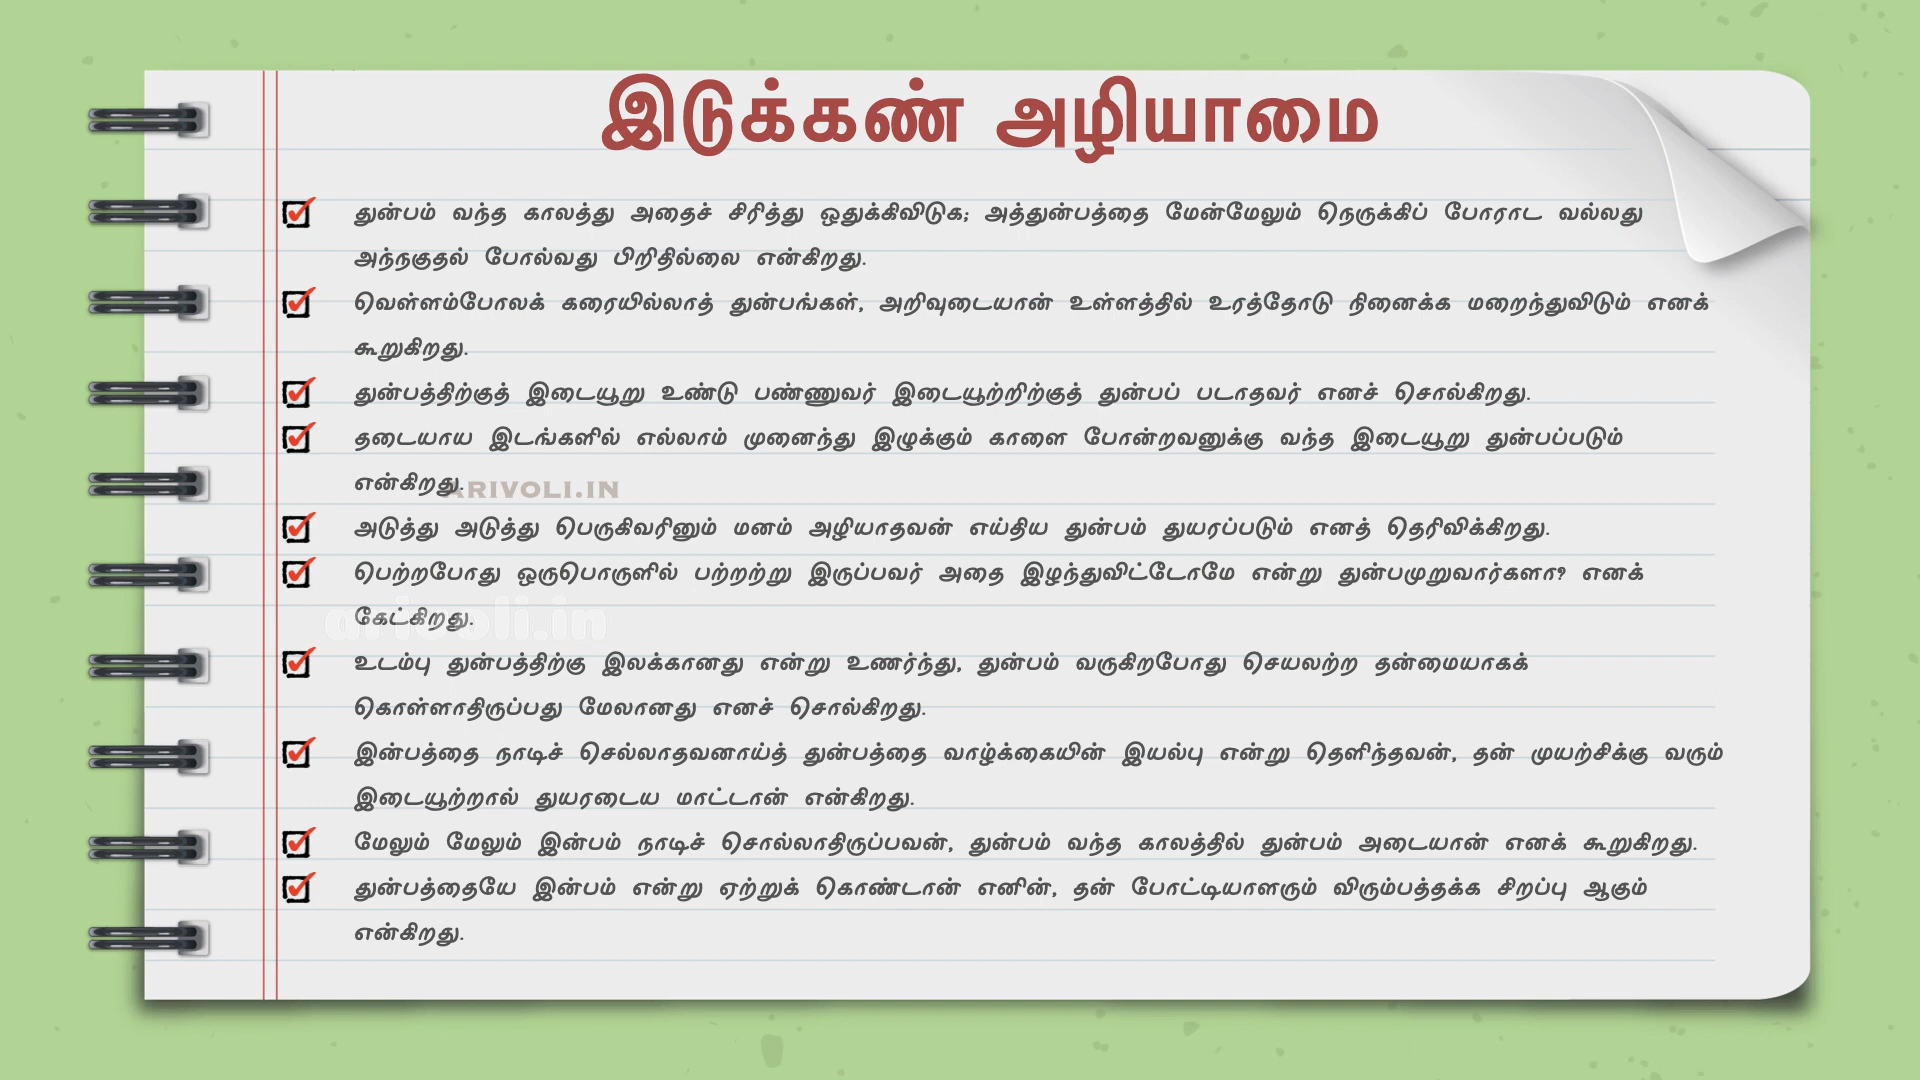 இடுக்கண் அழியாமை
துன்பம் வந்த காலத்து அதைச் சிரித்து ஒதுக்கிவிடுக; அத்துன்பத்தை மேன்மேலும் நெருக்கிப் போராட வல்லது
அந்நகுதல் போல்வது பிறிதில்லை என்கிறது.
வெள்ளம்போலக் கரையில்லாத் துன்பங்கள், அறிவுடையான் உள்ளத்தில் உரத்தோடு நினைக்க மறைந்துவிடும் எனக்
கூறுகிறது.
துன்பத்திற்குத் இடையூறு உண்டு பண்ணுவர் இடையூற்றிற்குத் துன்பப் படாதவர் எனச் சொல்கிறது.
தடையாய இடங்களில் எல்லாம் முனைந்து இழுக்கும் காளை போன்றவனுக்கு வந்த இடையூறு துன்பப்படும்
என்கிறது.
ARIVOLI.IN
அடுத்து அடுத்து பெருகிவரினும் மனம் அழியாதவன் எய்திய துன்பம் துயரப்படும் எனத் தெரிவிக்கிறது.
பெற்றபோது ஒருபொருளில் பற்றற்று இருப்பவர் அதை இழந்துவிட்டோமே என்று துன்பமுறுவார்களா? எனக்
கேட்கிறது.
arivoli.in
உடம்பு துன்பத்திற்கு இலக்கானது என்று உணர்ந்து, துன்பம் வருகிறபோது செயலற்ற தன்மையாகக்
கொள்ளாதிருப்பது மேலானது எனச் சொல்கிறது.
இன்பத்தை நாடிச் செல்லாதவனாய்த் துன்பத்தை வாழ்க்கையின் இயல்பு என்று தெளிந்தவன், தன் முயற்சிக்கு வரும்
இடையூற்றால் துயரடைய மாட்டான் என்கிறது.
மேலும் மேலும் இன்பம் நாடிச் சொல்லாதிருப்பவன், துன்பம் வந்த காலத்தில் துன்பம் அடையான் எனக் கூறுகிறது.
துன்பத்தையே இன்பம் என்று ஏற்றுக் கொண்டான் எனின், தன் போட்டியாளரும் விரும்பத்தக்க சிறப்பு ஆகும்
என்கிறது.